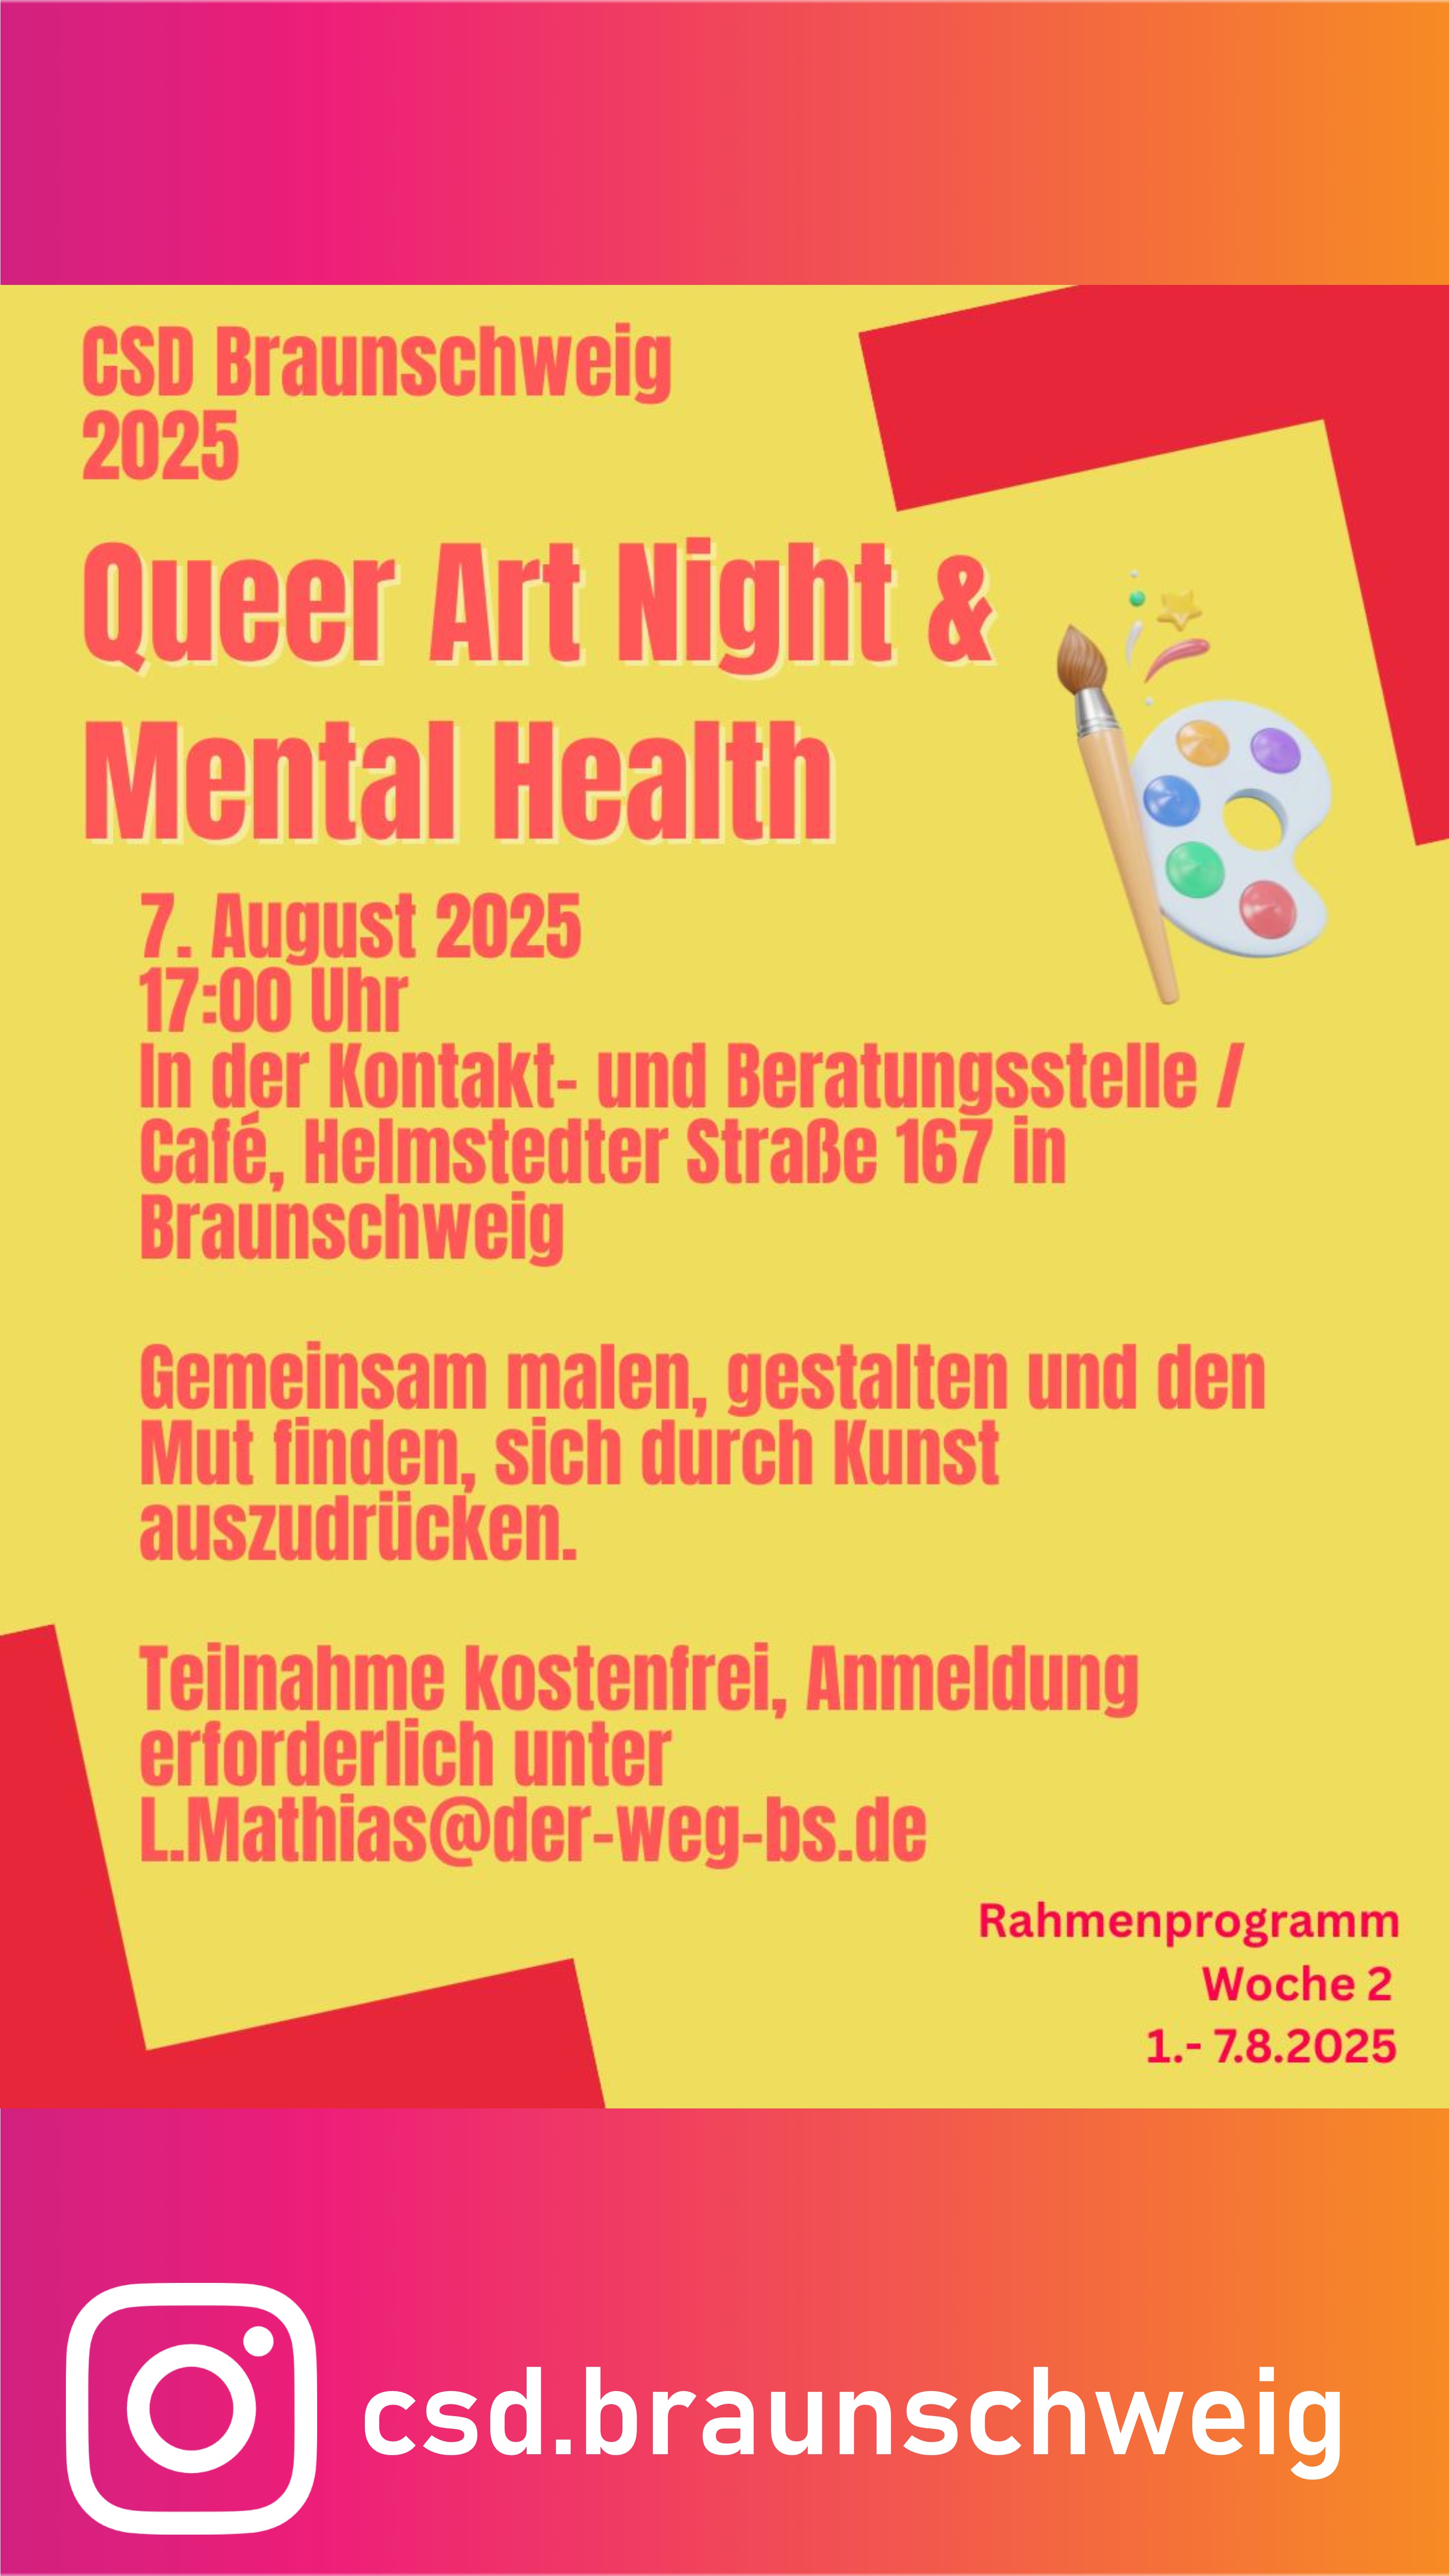 CSD Braunschweig
2025
Queer Art Night &
Mental Health
7. August 2025
17:00 Uhr
In der Kontakt- und Beratungsstelle /
Café, Helmstedter Straße 167 in
Braunschweig
Gemeinsam malen, gestalten und den
Mut finden, sich durch Kunst
auszudrücken.
Teilnahme kostenfrei, Anmeldung
erforderlich unter
L.Mathias@der-weg-bs.de
Rahmenprogramm
Woche 2
1.- 7.8.2025
csd.braunschweig